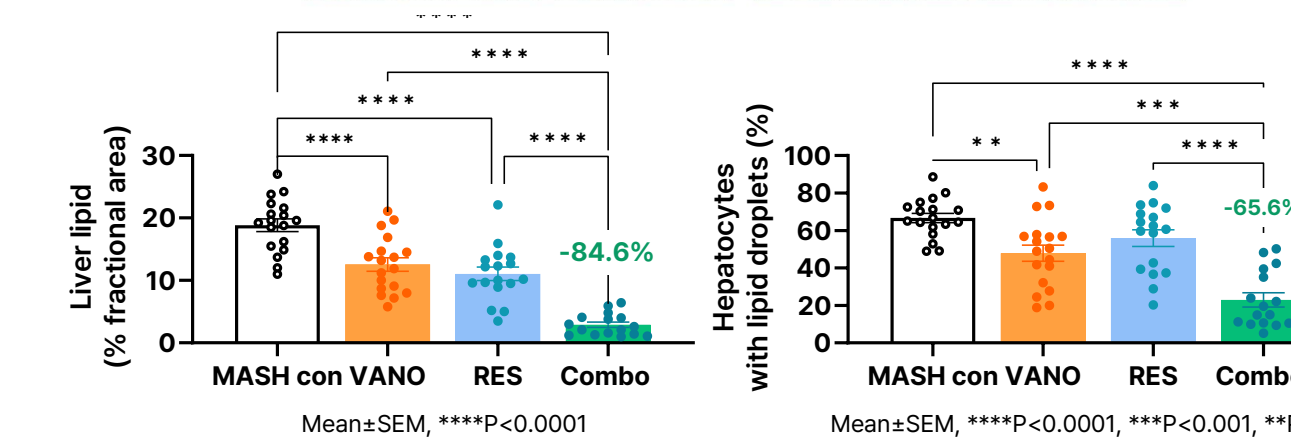 ****
****
****
****
****
Liver lipid
(% fractional area)
30
20
10
0
-84.6%
MASH con VANO RES Combo
Mean±SEM, ****P<0.0001
****
***
**
****
Hepatocytes
with lipid droplets (%)
100
80
60
40
20
0
-65.6%
MASH con VANO RES Combo
Mean±SEM, ****P<0.0001, ***P<0.001, **P